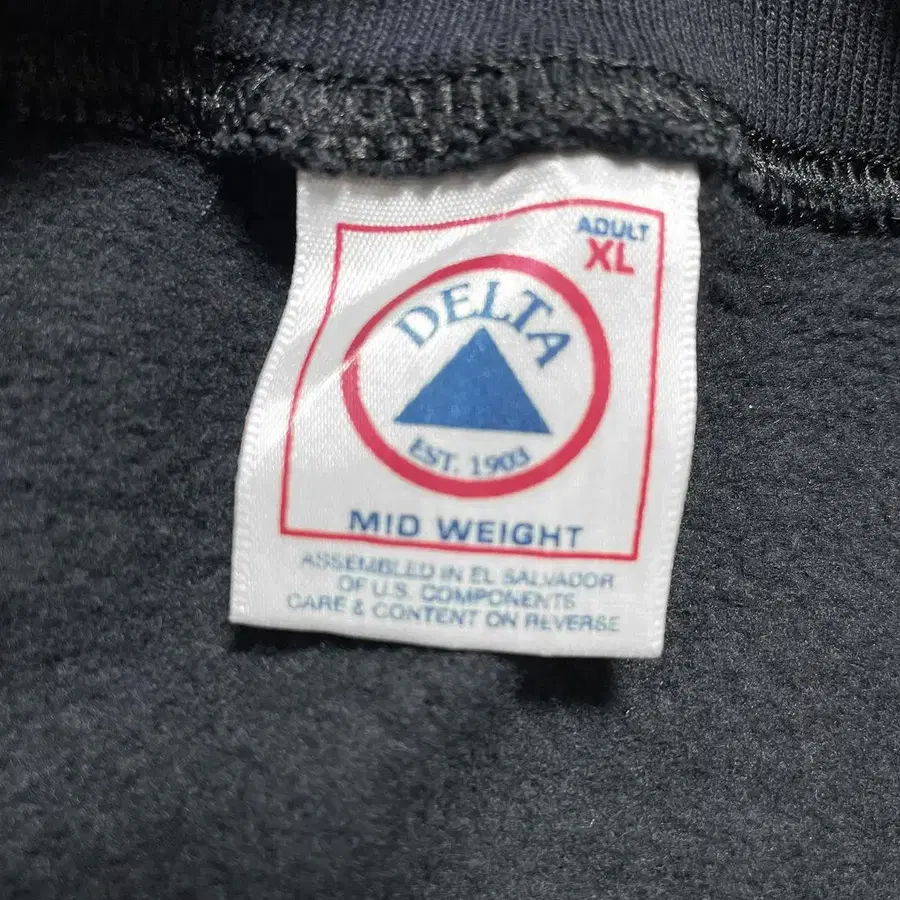 ADULT
XL
DELTA
EST. 1903
MID WEIGHT
ASSEMBLED IN EL SALVADOR
OF U.S. COMPONENTS
CARE & CONTENT ON REVERSE